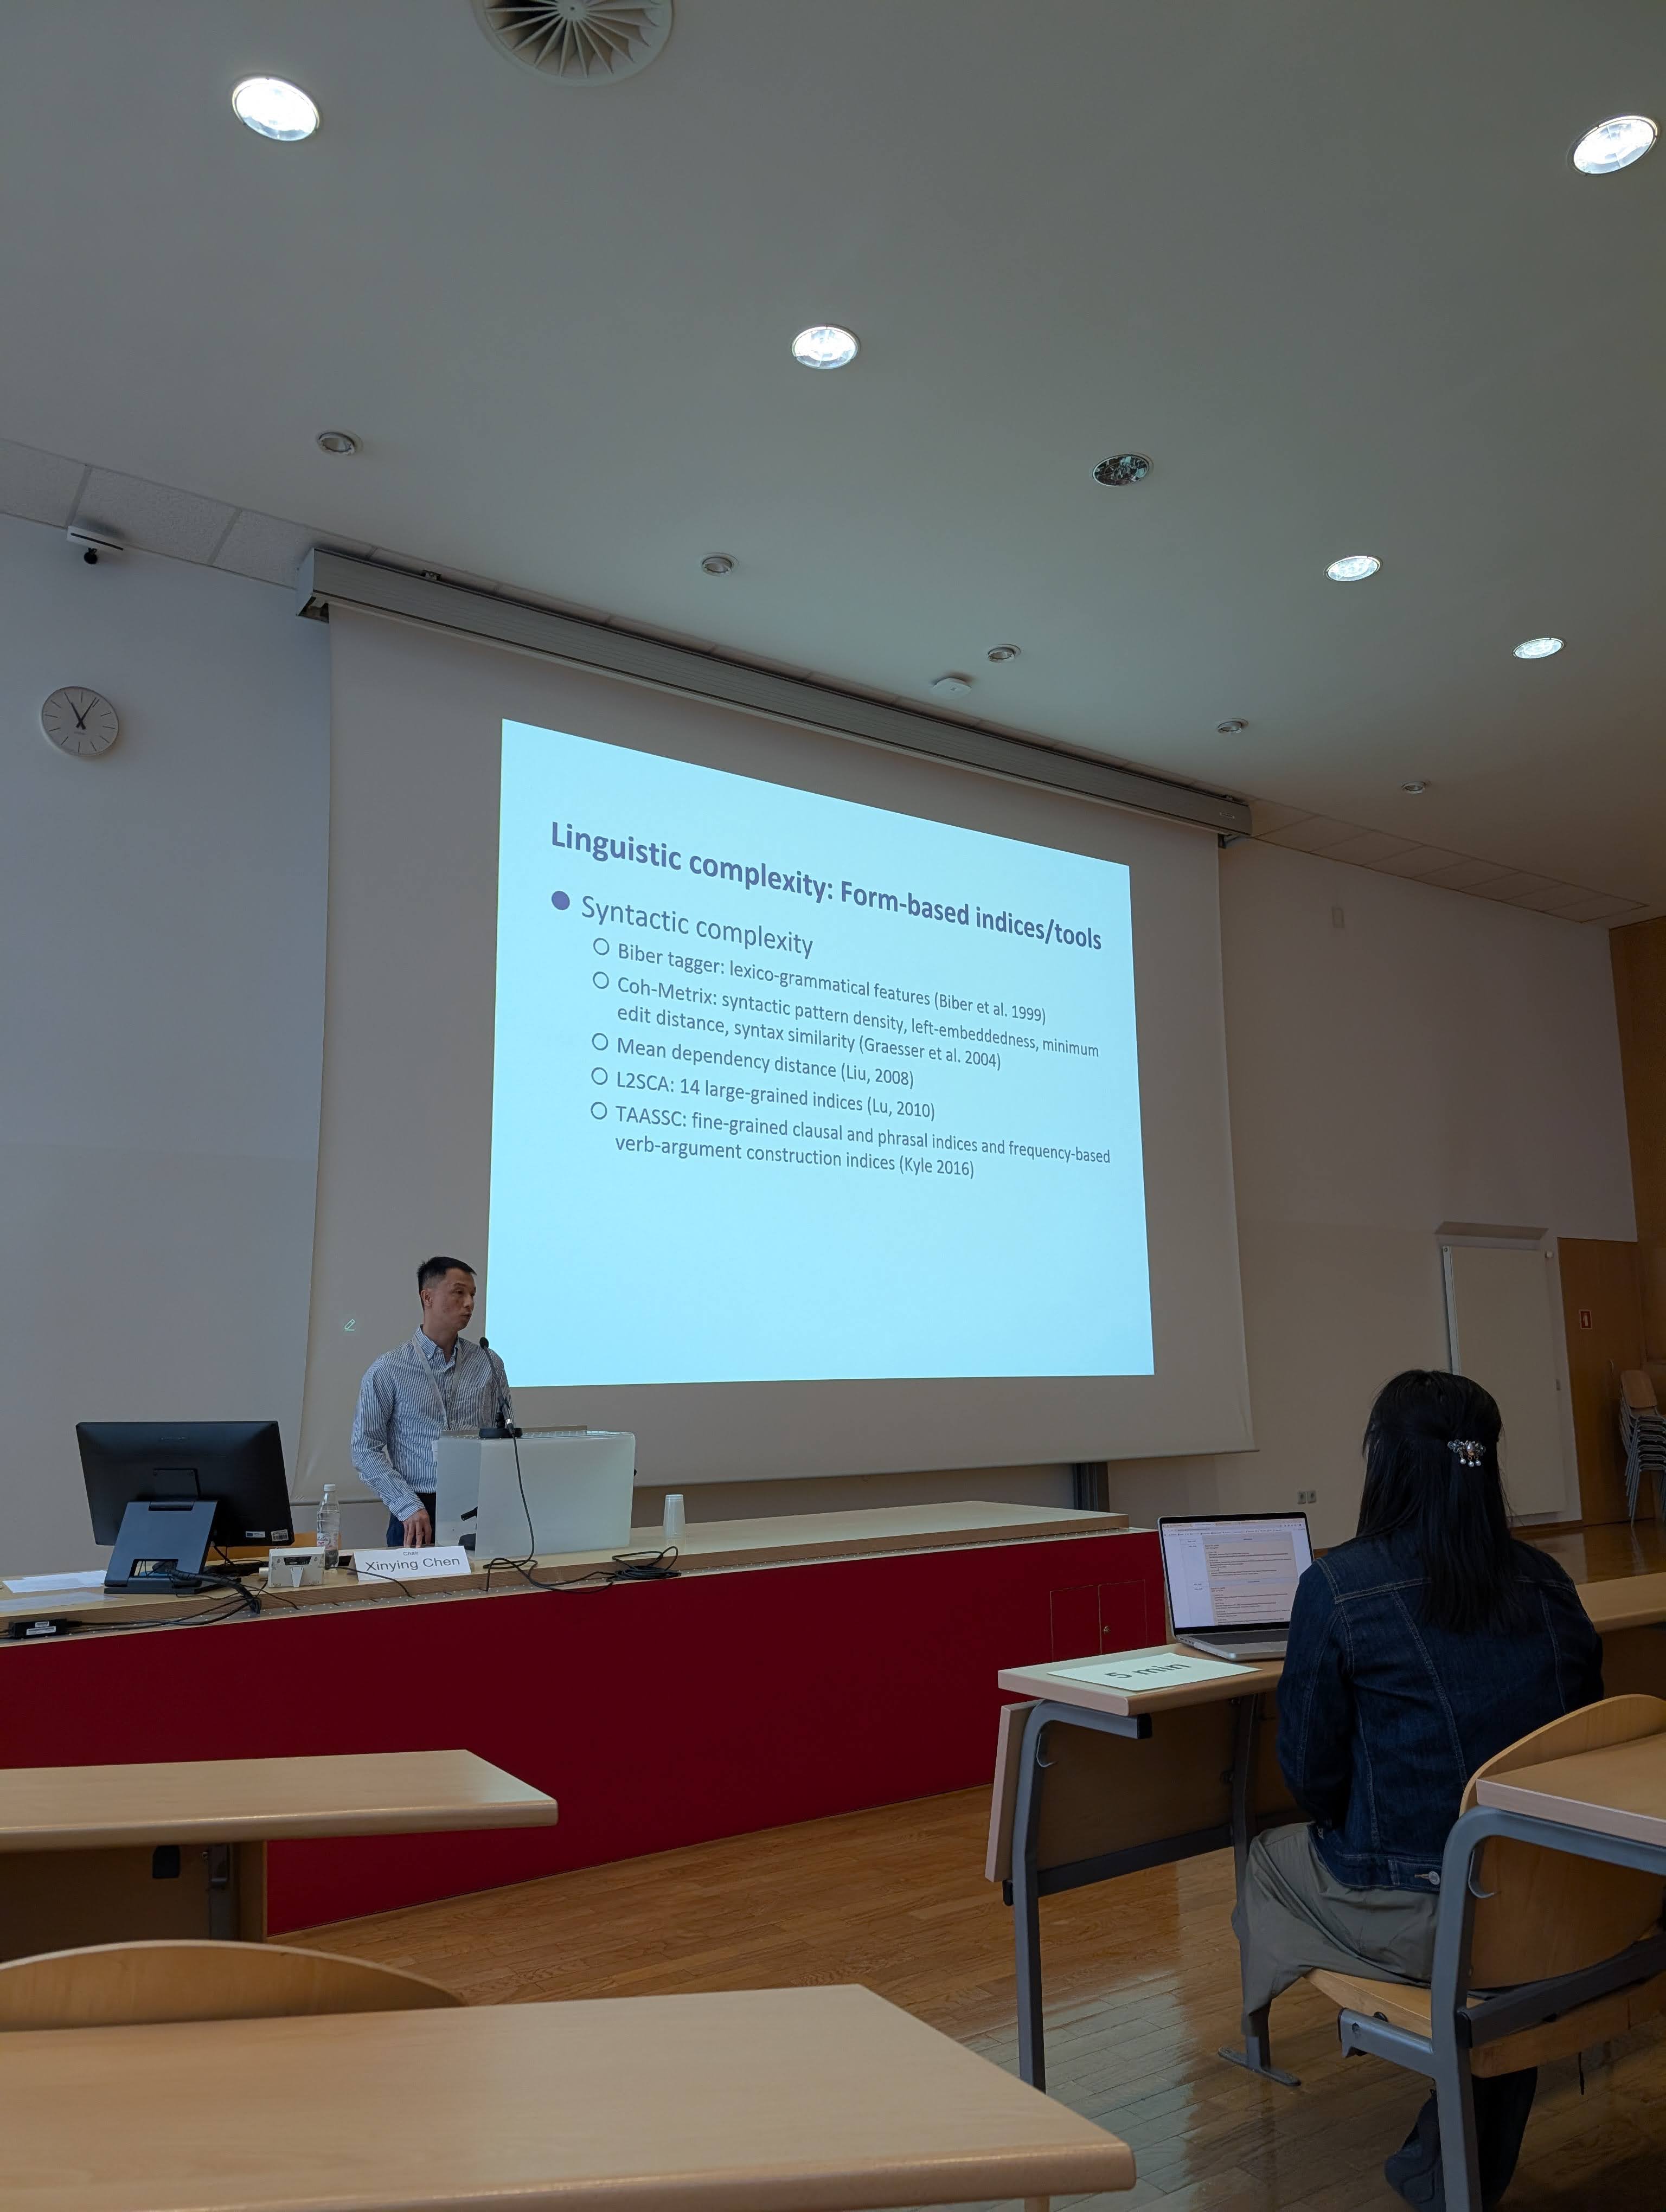 Linguistic complexity: Form-based indices/tools
Syntactic complexity
Biber tagger: lexico-grammatical features (Biber et al. 1999)
Coh-Metrix: syntactic pattern density, left-embeddedness, minimum
edit distance, syntax similarity (Graesser et al. 2004)
Mean dependency distance (Liu, 2008)
L2SCA: 14 large-grained indices (Lu, 2010)
TAASSC: fine-grained clausal and phrasal indices and frequency-based
verb-argument construction indices (Kyle 2016)
Chair
Xinying Chen
5 min